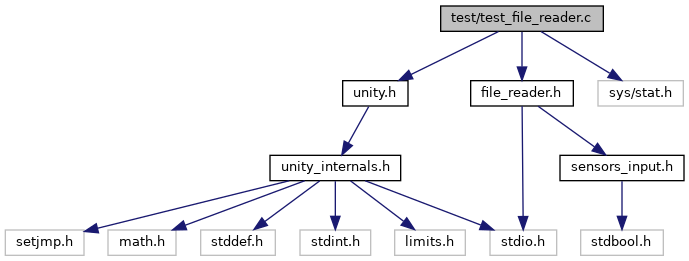 test/test_file_reader.c
unity.h
file_reader.h
sys/stat.h
unity_internals.h
sensors_input.h
setjmp.h
math.h
stddef.h
stdint.h
limits.h
stdio.h
stdbool.h